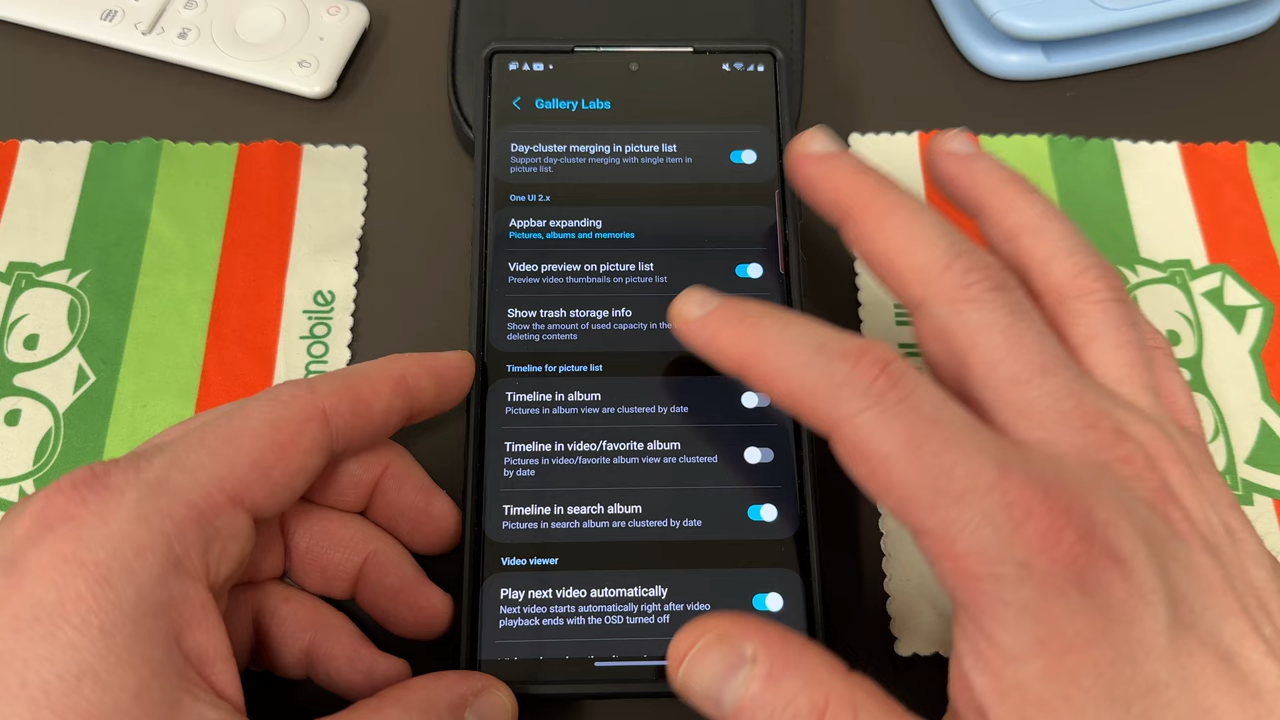 Gallery Labs
Day-cluster merging in picture list
Support day-cluster merging with single item in
picture list.
One UI 2.x
Appbar expanding
Pictures, albums and memories
Video preview on picture list
Preview video thumbnails on picture list
Show trash storage info
Show the amount of used capacity in the
deleting contents
Timeline for picture list
Timeline in album
Pictures in album view are clustered by date
Timeline in video/favorite album
Pictures in video/favorite album view are clustered
by date
Timeline in search album
Pictures in search album are clustered by date
Video viewer
Play next video automatically
Next video starts automatically right after video
playback ends with the OSD turned off
mobile